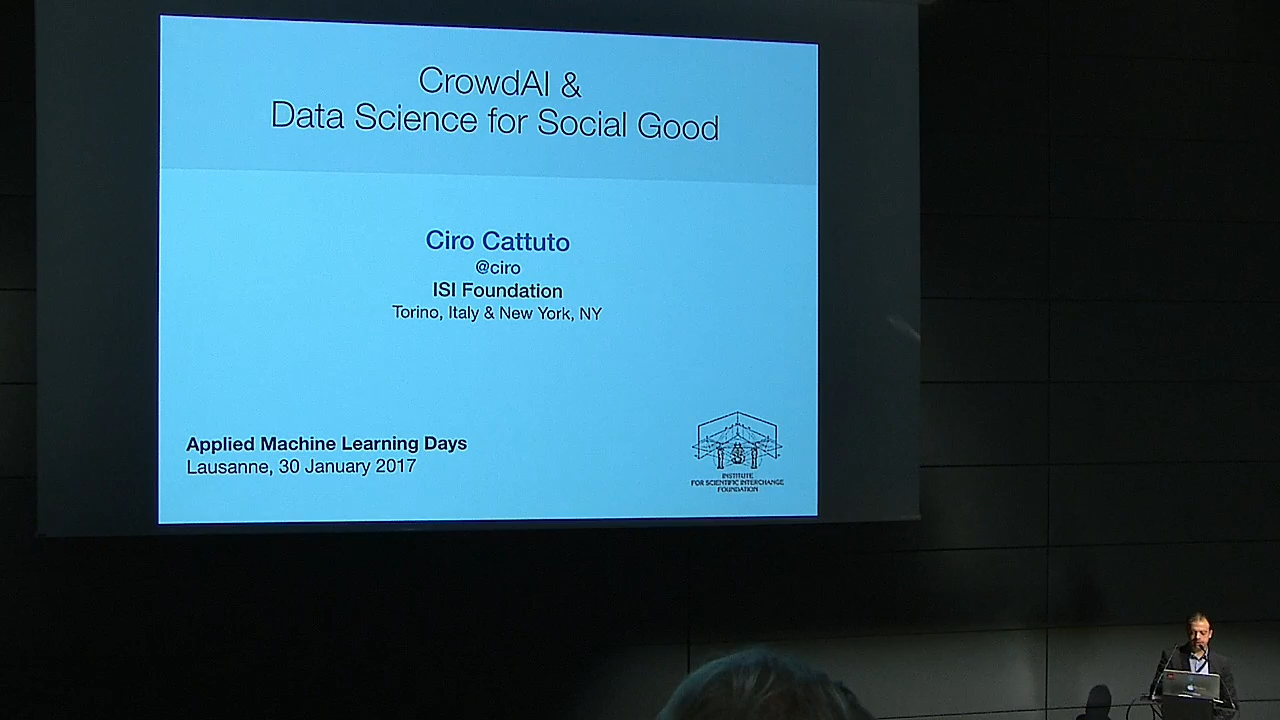 CrowdAI &
Data Science for Social Good
Ciro Cattuto
@ciro
ISI Foundation
Torino, Italy & New York, NY
Applied Machine Learning Days
Lausanne, 30 January 2017
INSTITUTE
FOR SCIENTIFIC INTERCHANGE
FOUNDATION